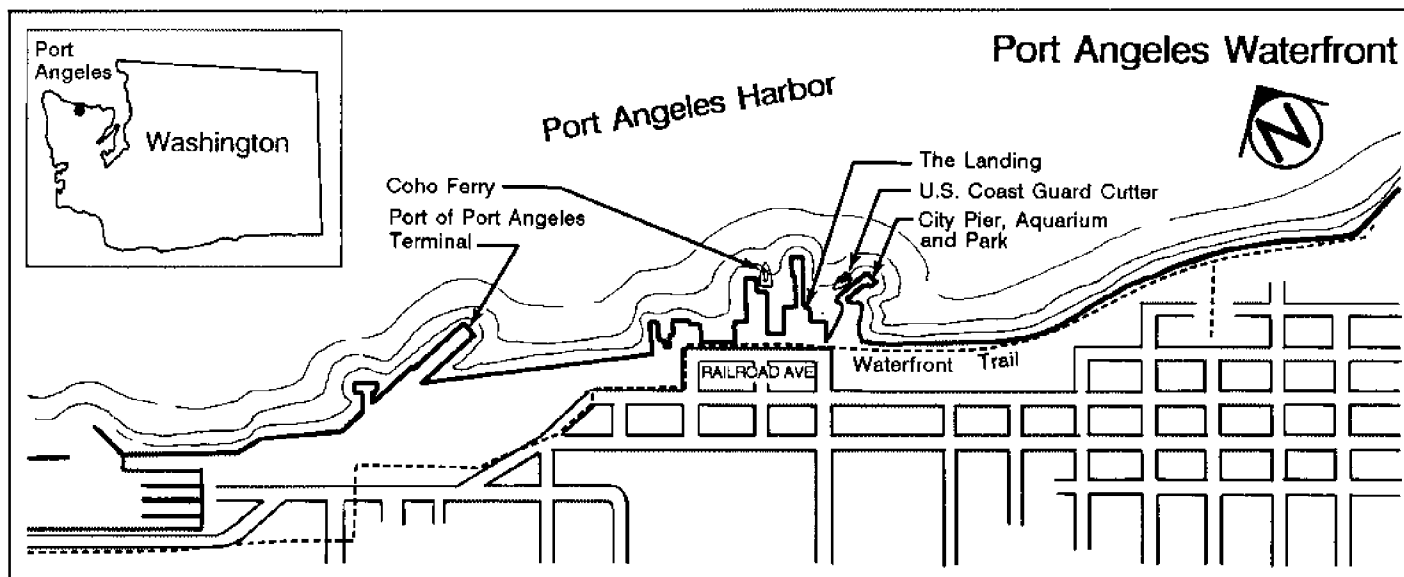 Port
Angeles
Washington
Port Angeles Waterfront
Port Angeles Harbor
N
The Landing
Coho Ferry
U.S. Coast Guard Cutter
Port of Port Angeles
Terminal
City Pier, Aquarium
and Park
RAILROAD AVE
Waterfront Trail